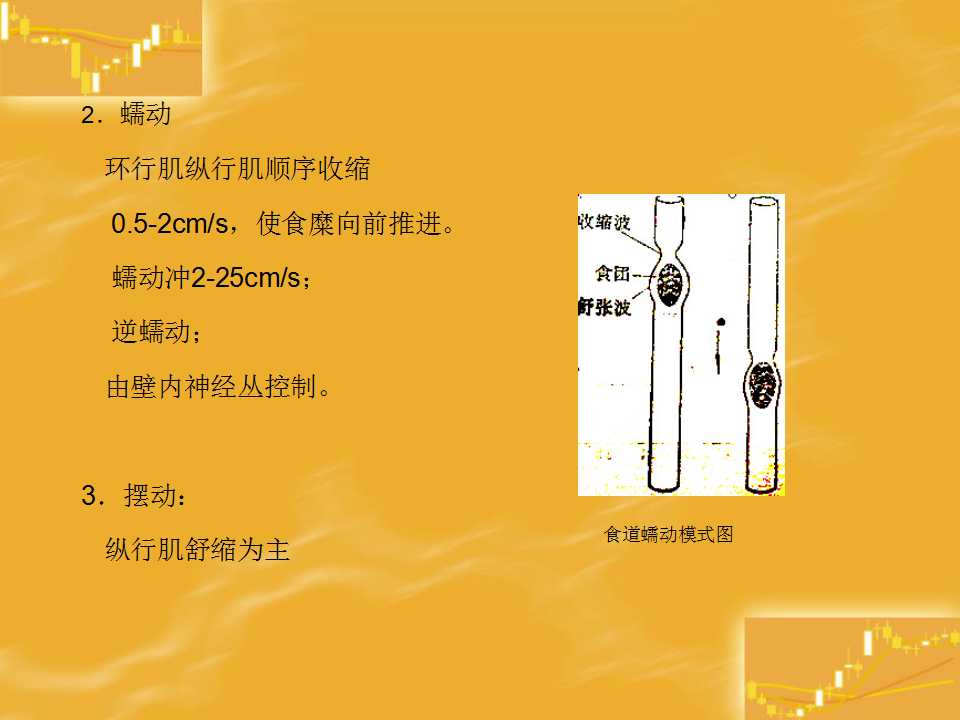 2．蠕动
环行肌纵行肌顺序收缩
0.5-2cm/s，使食糜向前推进。
蠕动冲2-25cm/s；
逆蠕动；
由壁内神经丛控制。
3．摆动：
纵行肌舒缩为主
收缩波
食团
舒张波
食道蠕动模式图